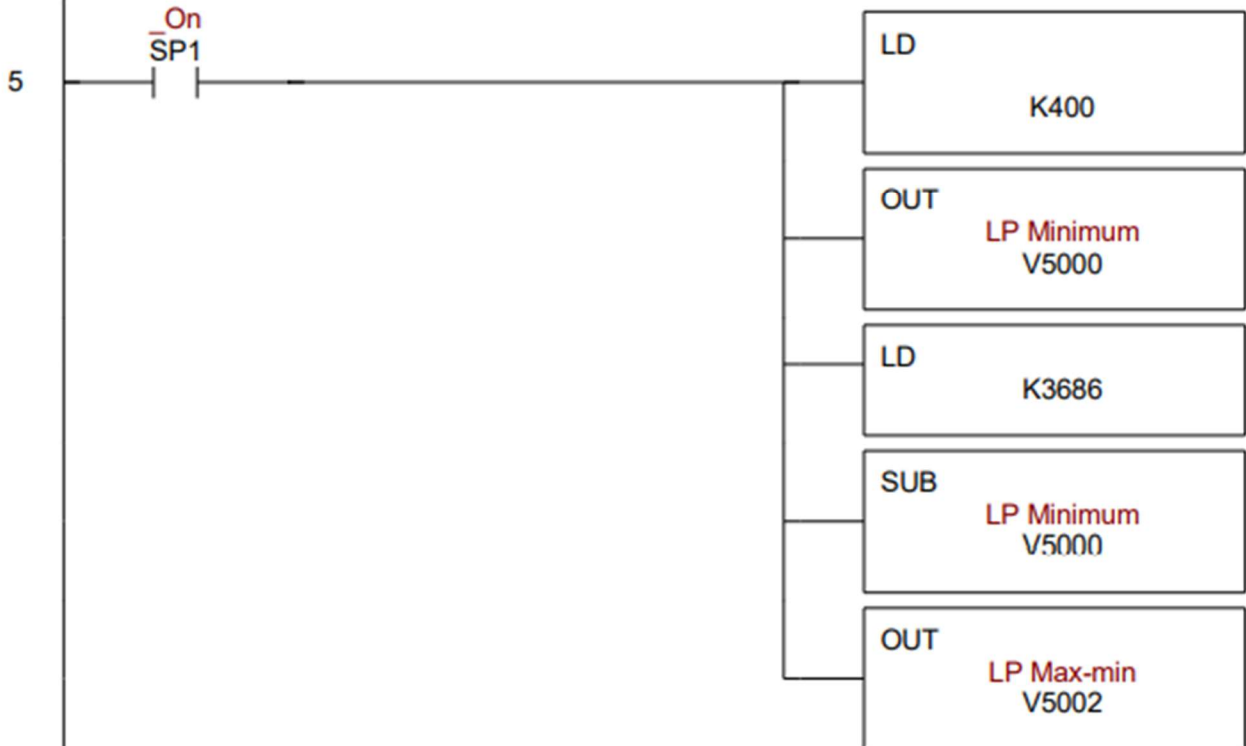 _On
SP1
5
LD
K400
OUT
LP Minimum
V5000
LD
K3686
SUB
LP Minimum
V5000
OUT
LP Max-min
V5002